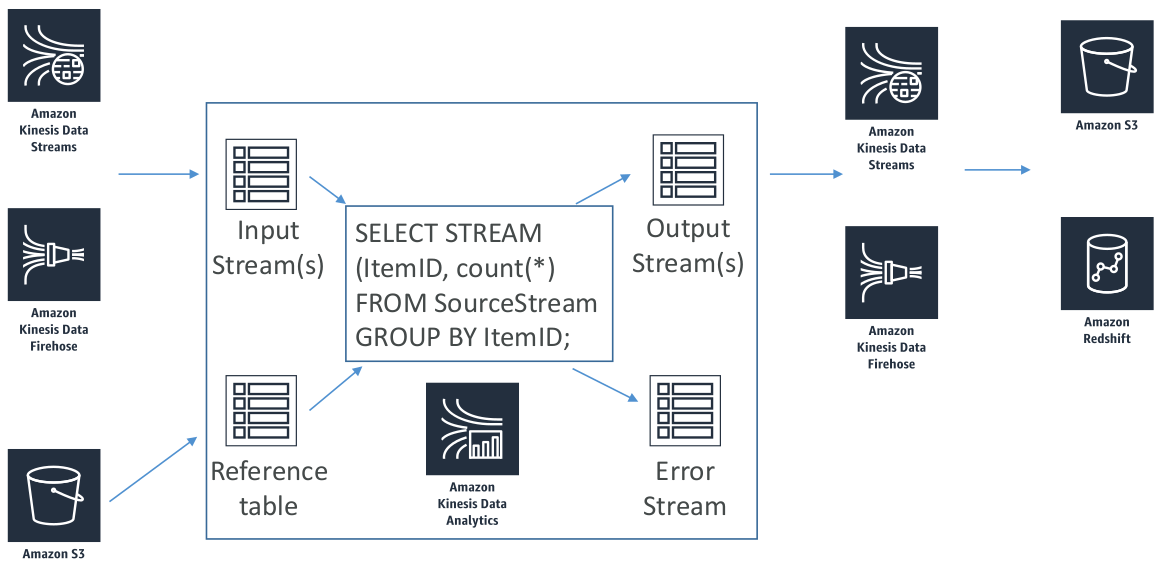 Amazon
Kinesis Data
Streams
Amazon
Kinesis Data
Firehose
Amazon S3
Input
Stream(s)
Reference
table
SELECT STREAM
(ItemID, count(*)
FROM SourceStream
GROUP BY ItemID;
Amazon
Kinesis Data
Analytics
Output
Stream(s)
Error
Stream
Amazon
Kinesis Data
Streams
Amazon
Kinesis Data
Firehose
Amazon S3
Amazon
Redshift